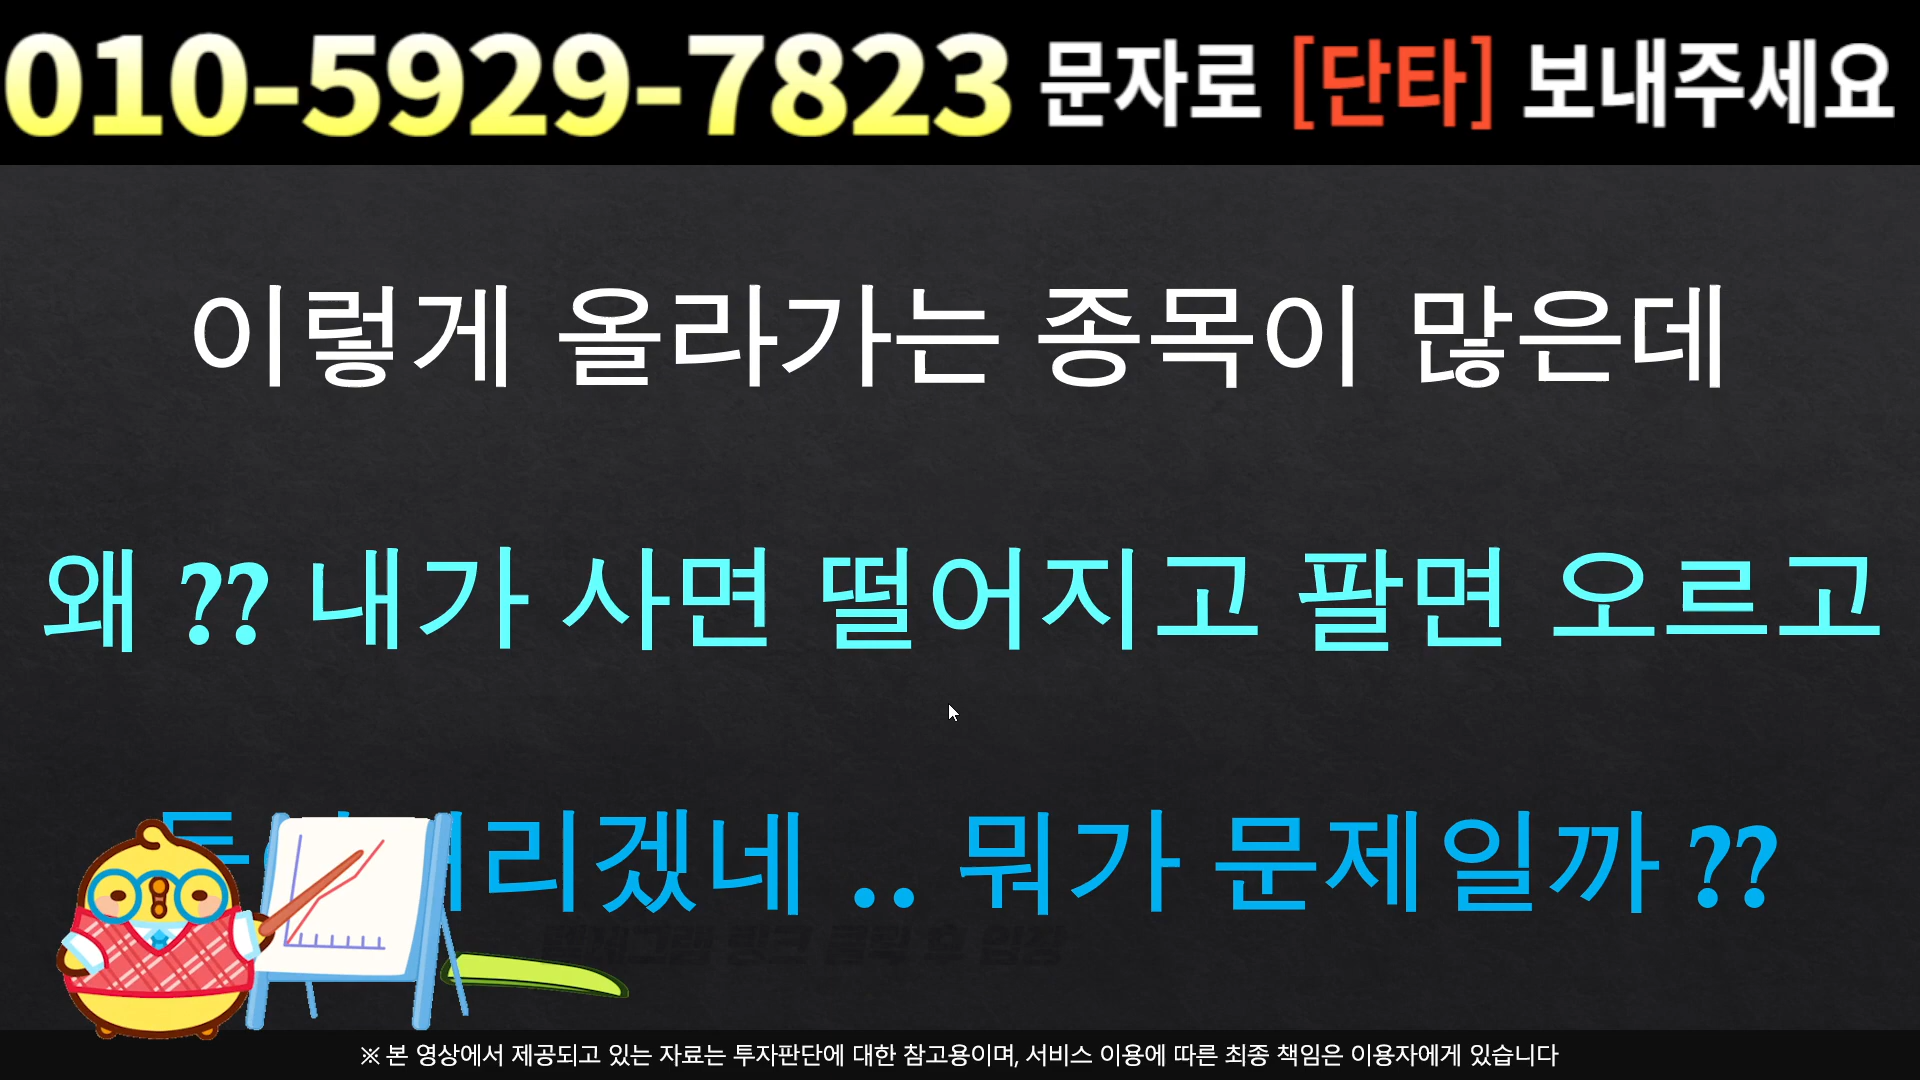 010-5929-7823 문자로 [단타] 보내주세요
이렇게 올라가는 종목이 많은데
왜 ?? 내가 사면 떨어지고 팔면 오르고
리겠네 .. 뭐가 문제일까 ??
※ 본 영상에서 제공되고 있는 자료는 투자판단에 대한 참고용이며, 서비스 이용에 따른 최종 책임은 이용자에게 있습니다